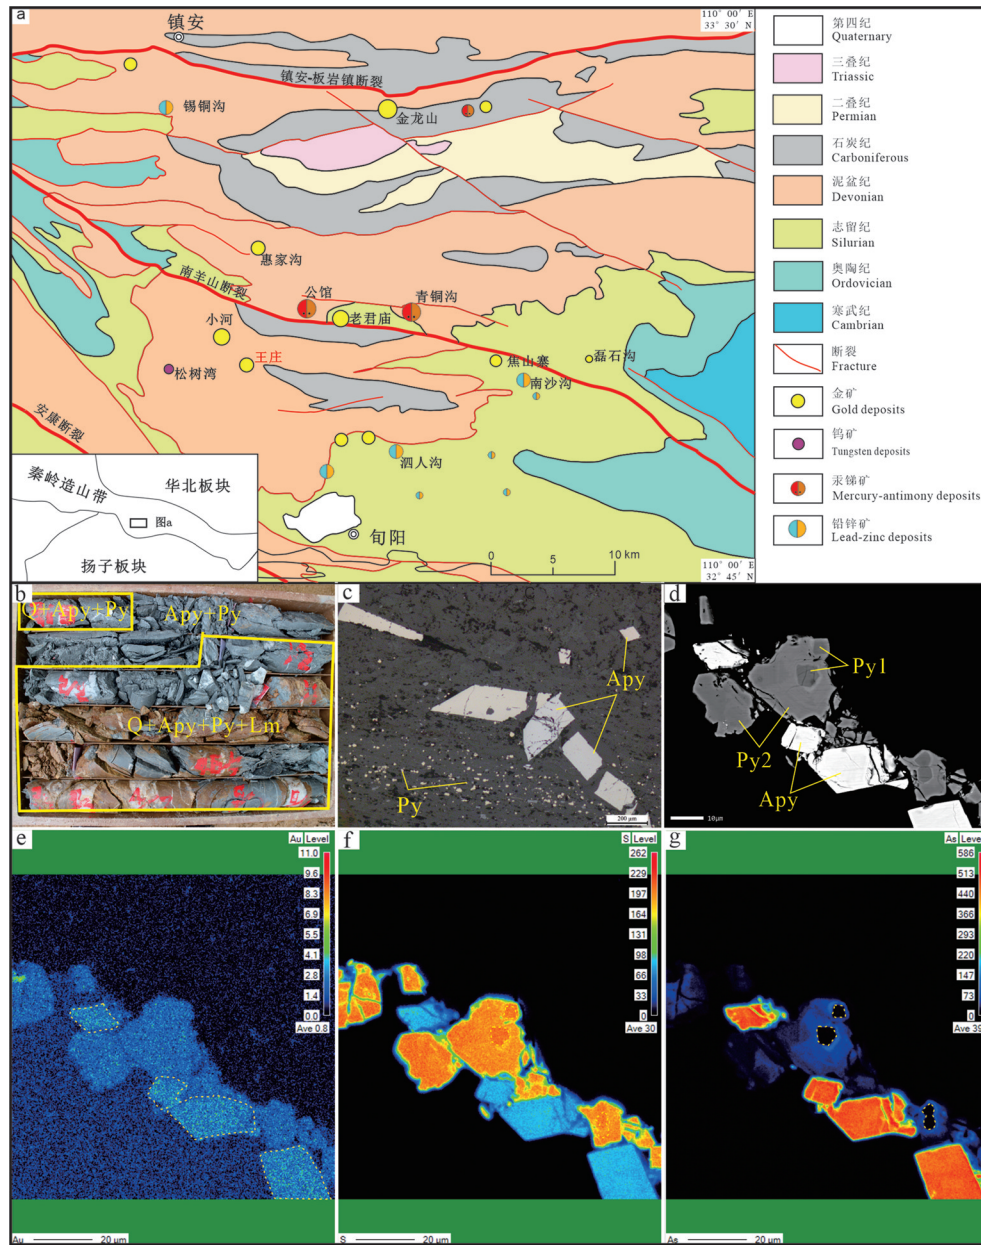 a
镇安
110° 00′ E
33° 30′ N
镇安-板岩镇断裂
锡铜沟
金龙山
惠家沟
南羊山断裂
公馆
青铜沟
老君庙
小河
王庄
松树湾
焦山寨
磊石沟
南沙沟
安康断裂
泗人沟
旬阳
0 5 10 km
110° 00′ E
32° 45′ N
秦岭造山带
华北板块
图a
扬子板块
第四纪
Quaternary
三叠纪
Triassic
二叠纪
Permian
石炭纪
Carboniferous
泥盆纪
Devonian
志留纪
Silurian
奥陶纪
Ordovician
寒武纪
Cambrian
断裂
Fracture
金矿
Gold deposits
钨矿
Tungsten deposits
汞锑矿
Mercury-antimony deposits
铅锌矿
Lead-zinc deposits
b
Q+Apy+Py
Apy+Py
Q+Apy+Py+Lm
c
Apy
Py
200 μm
d
Py1
Py2
Apy
10μm
e
Au Level
11.0
9.6
8.3
6.9
5.5
4.1
2.8
1.4
0.0
Ave 0.8
Au 20 μm
f
S Level
262
229
197
164
131
98
66
33
0
Ave 30
S 20 μm
g
As Level
586
513
440
366
293
220
147
73
0
Ave 39
As 20 μm